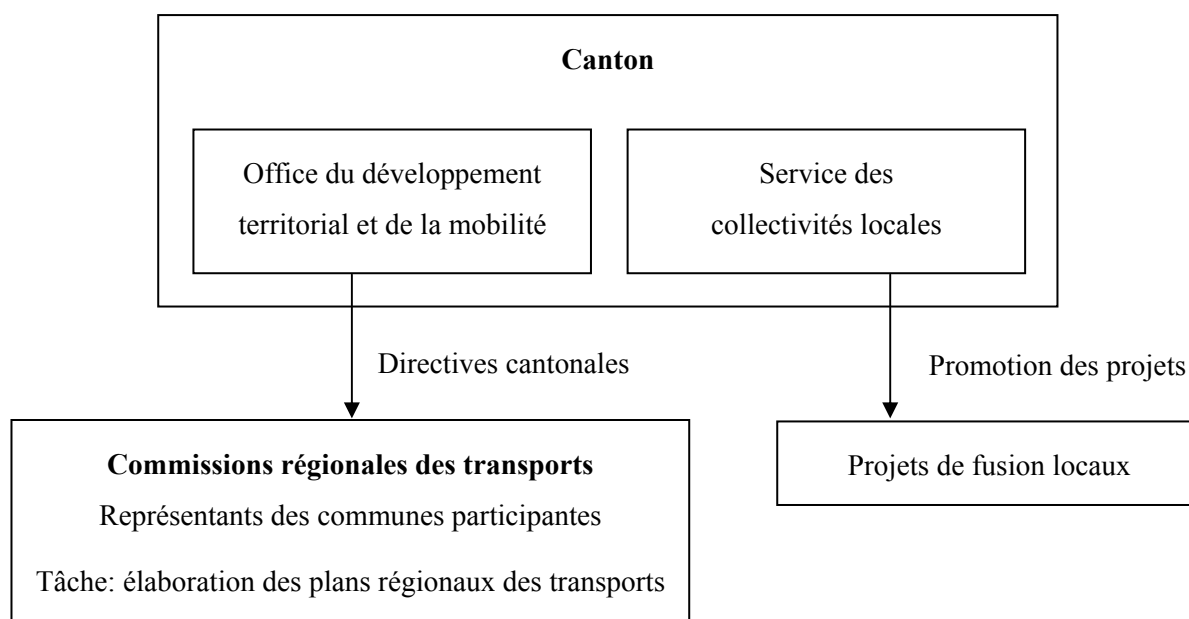 Canton
Office du développement
territorial et de la mobilité
Service des
collectivités locales
Directives cantonales
Promotion des projets
Commissions régionales des transports
Représentants des communes participantes
Tâche: élaboration des plans régionaux des transports
Projets de fusion locaux